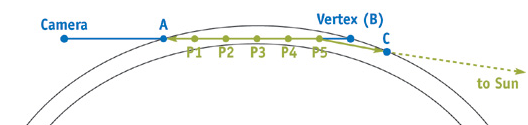 Camera
A
Vertex (B)
C
P1 P2 P3 P4 P5
to Sun